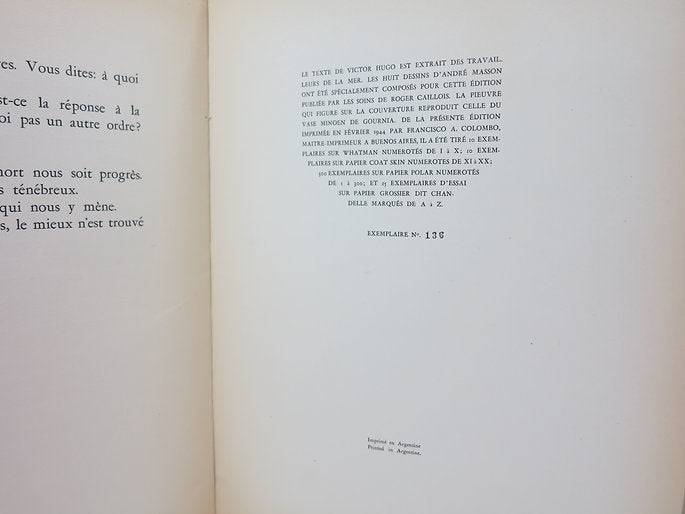 es. Vous dites: à quoi
st-ce la réponse à la
oi pas un autre ordre?
mort nous soit progrès.
s ténébreux.
qui nous y mène.
s, le mieux n'est trouvé
LE TEXTE DE VICTOR HUGO EST EXTRAIT DES TRAVAIL.
LEURS DE LA MER. LES HUIT DESSINS D'ANDRÉ MASSON
ONT ÉTÉ SPÉCIALEMENT COMPOSÉS POUR CETTE ÉDITION
PUBLIÉE PAR LES SOINS DE ROGER CAILLOIS. LA PIEUVRE
QUI FIGURE SUR LA COUVERTURE REPRODUIT CELLE DU
VASE MINOEN DE GOURNIA. DE LA PRÉSENTE ÉDITION
IMPRIMÉE EN FÉVRIER 1944 PAR FRANCISCO A. COLOMBO,
MAITRE-IMPRIMEUR A BUENOS AIRES, IL A ÉTÉ TIRÉ 10 EXEM-
PLAIRES SUR WHATMAN NUMEROTÉS DE I à X; 10 EXEM-
PLAIRES SUR PAPIER COAT SKIN NUMEROTES DE XI à XX;
300 EXEMPLAIRES SUR PAPIER POLAR NUMEROTÉS
DE 1 à 300; ET 25 EXEMPLAIRES D'ESSAI
SUR PAPIER GROSSIER DIT CHAN-
DELLE MARQUÉS DE A à Z.
EXEMPLAIRE No. 136
Imprimé en Argentine
Printed in Argentine.